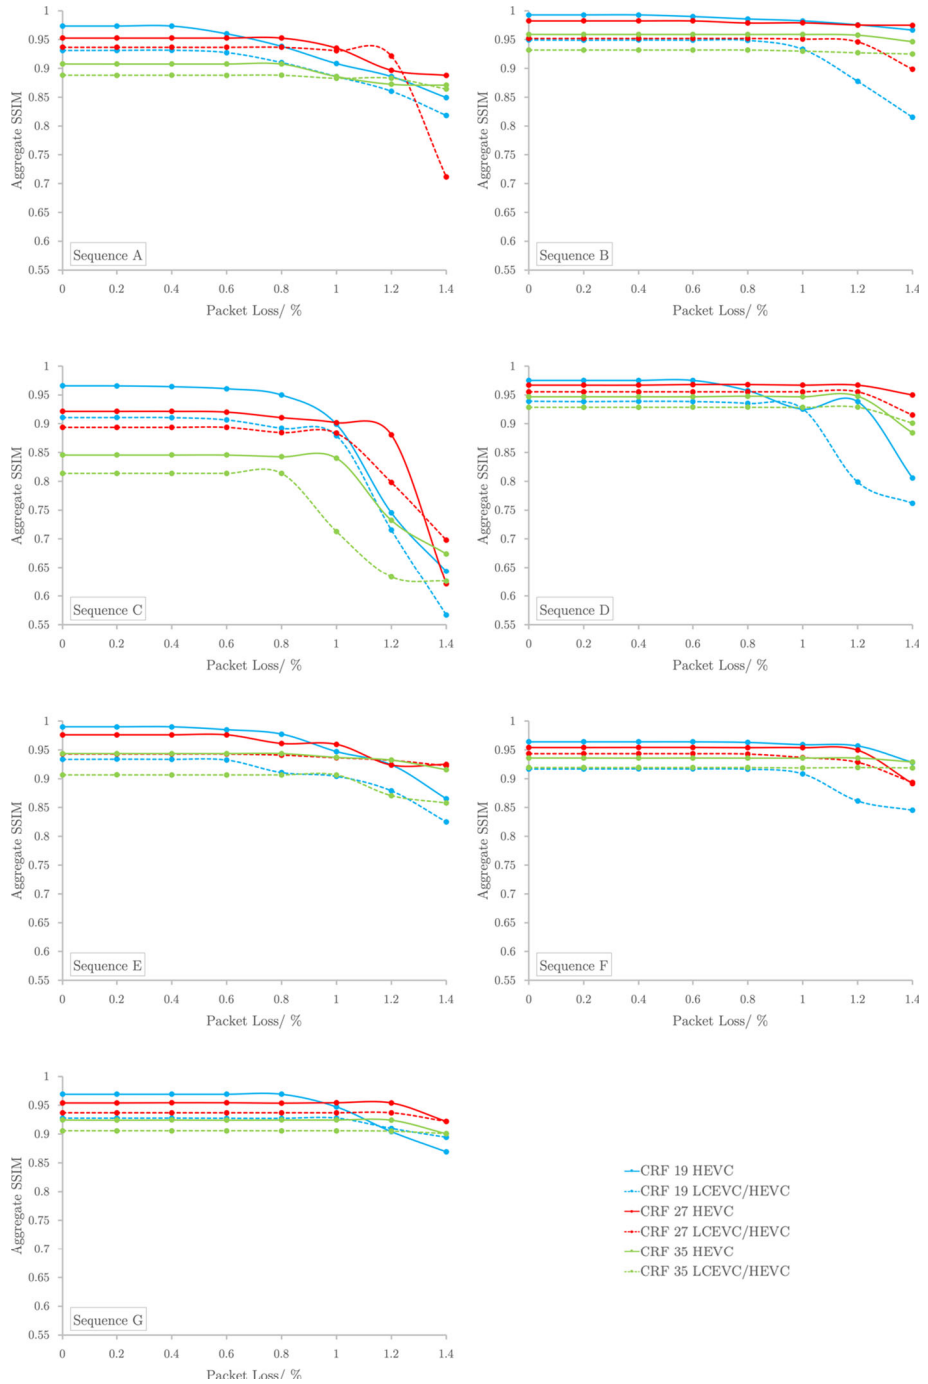 1
0.95
0.9
0.85
0.8
0.75
0.7
0.65
0.6
0.55
Aggregate SSIM
Sequence A
0 0.2 0.4 0.6 0.8 1 1.2 1.4
Packet Loss/ %
1
0.95
0.9
0.85
0.8
0.75
0.7
0.65
0.6
0.55
Aggregate SSIM
Sequence B
0 0.2 0.4 0.6 0.8 1 1.2 1.4
Packet Loss/ %
1
0.95
0.9
0.85
0.8
0.75
0.7
0.65
0.6
0.55
Aggregate SSIM
Sequence C
0 0.2 0.4 0.6 0.8 1 1.2 1.4
Packet Loss/ %
1
0.95
0.9
0.85
0.8
0.75
0.7
0.65
0.6
0.55
Aggregate SSIM
Sequence D
0 0.2 0.4 0.6 0.8 1 1.2 1.4
Packet Loss/ %
1
0.95
0.9
0.85
0.8
0.75
0.7
0.65
0.6
0.55
Aggregate SSIM
Sequence E
0 0.2 0.4 0.6 0.8 1 1.2 1.4
Packet Loss/ %
1
0.95
0.9
0.85
0.8
0.75
0.7
0.65
0.6
0.55
Aggregate SSIM
Sequence F
0 0.2 0.4 0.6 0.8 1 1.2 1.4
Packet Loss/ %
1
0.95
0.9
0.85
0.8
0.75
0.7
0.65
0.6
0.55
Aggregate SSIM
Sequence G
0 0.2 0.4 0.6 0.8 1 1.2 1.4
Packet Loss/ %
CRF 19 HEVC
CRF 19 LCEVC/HEVC
CRF 27 HEVC
CRF 27 LCEVC/HEVC
CRF 35 HEVC
CRF 35 LCEVC/HEVC